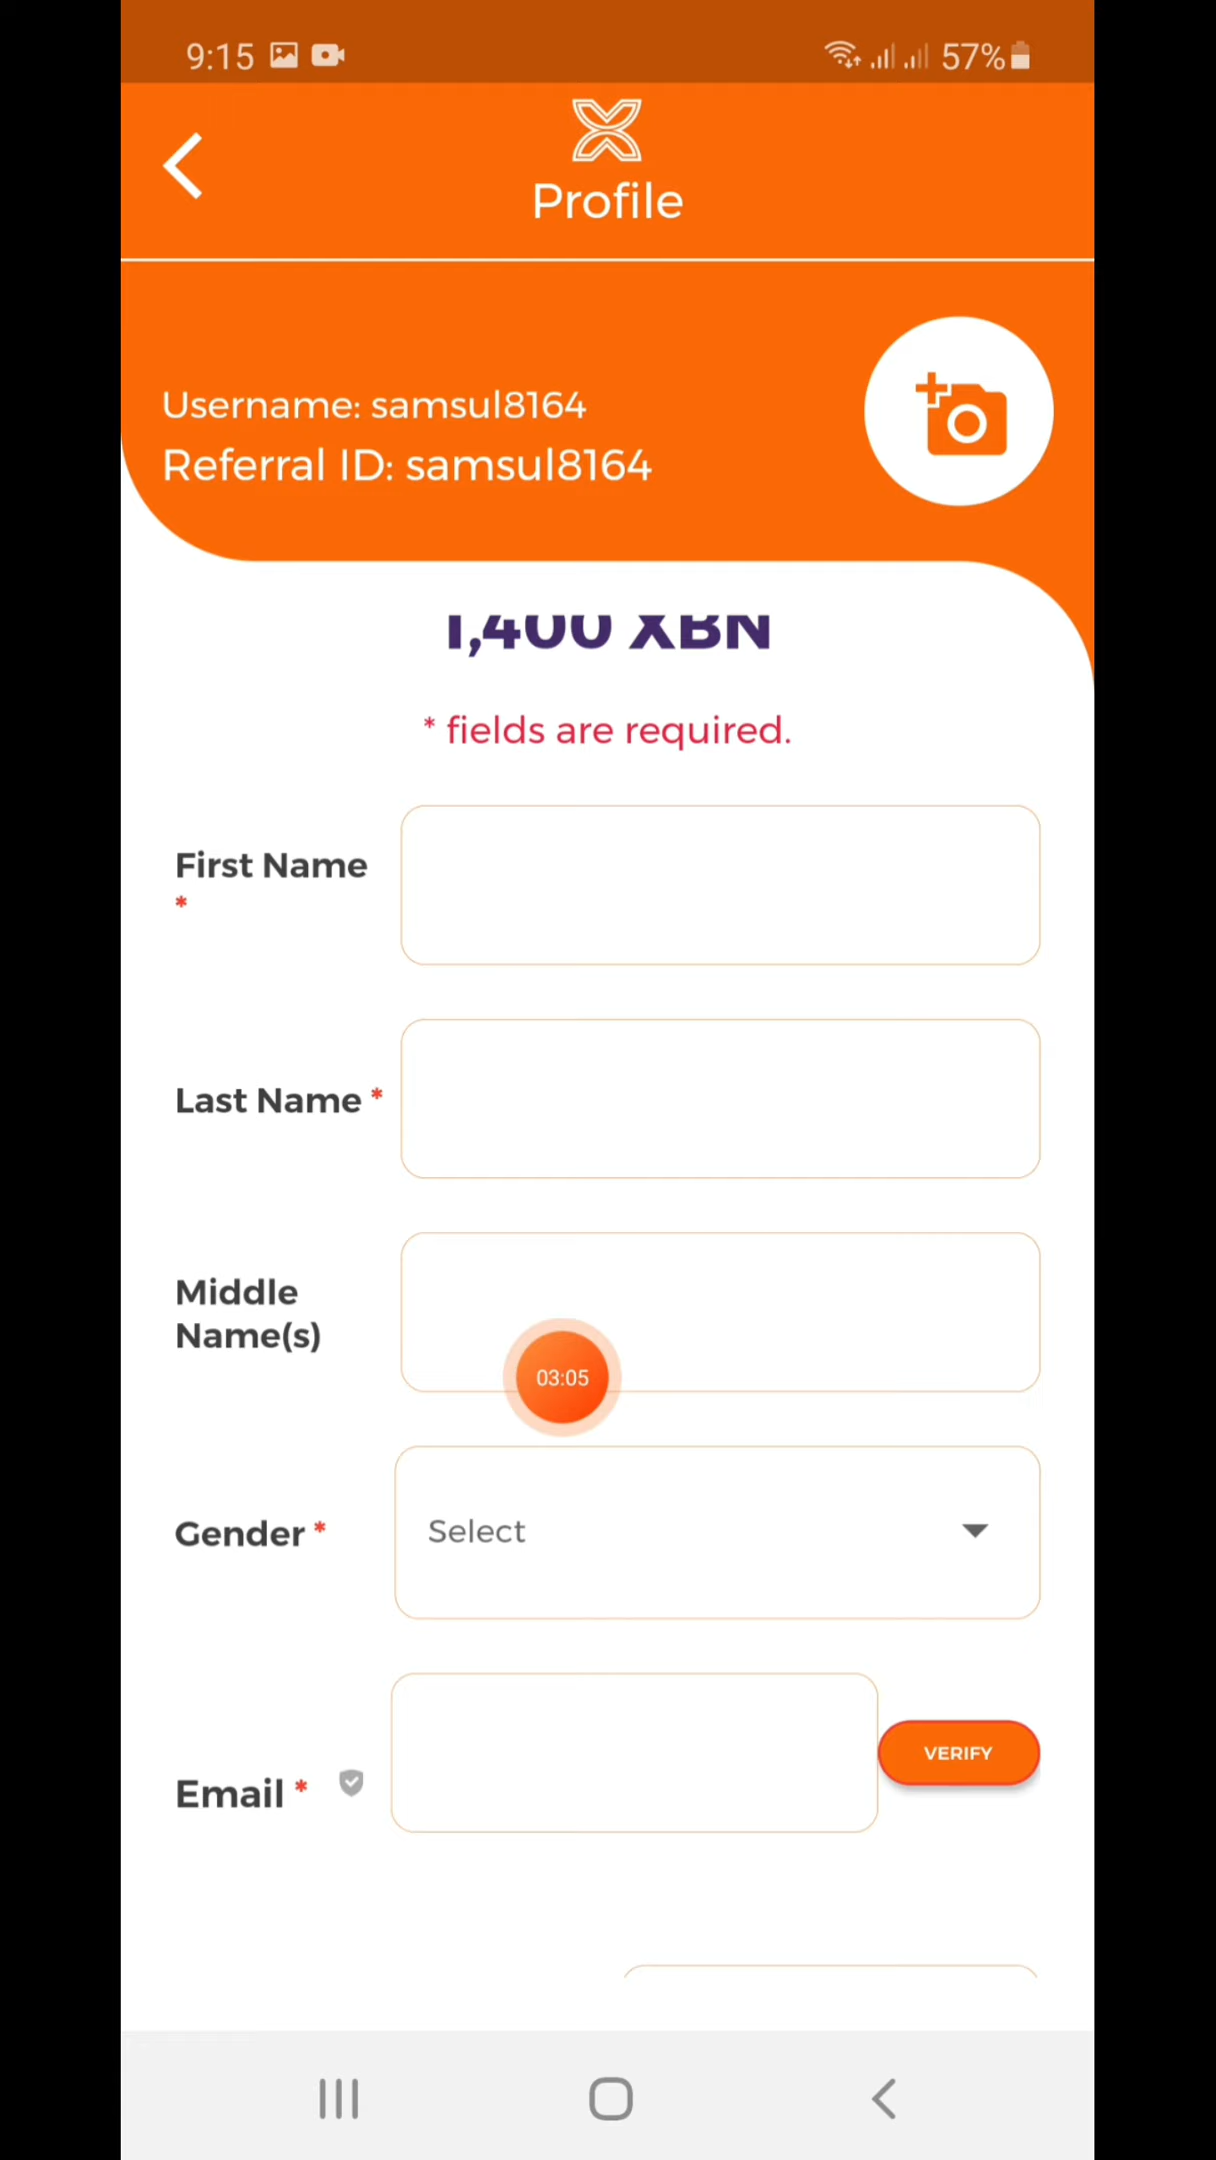 9:15 57%
Profile
Username: samsul8164
Referral ID: samsul8164
1,400 XBN
* fields are required.
First Name
*
Last Name *
Middle
Name(s)
03:05
Gender *
Select
VERIFY
Email *